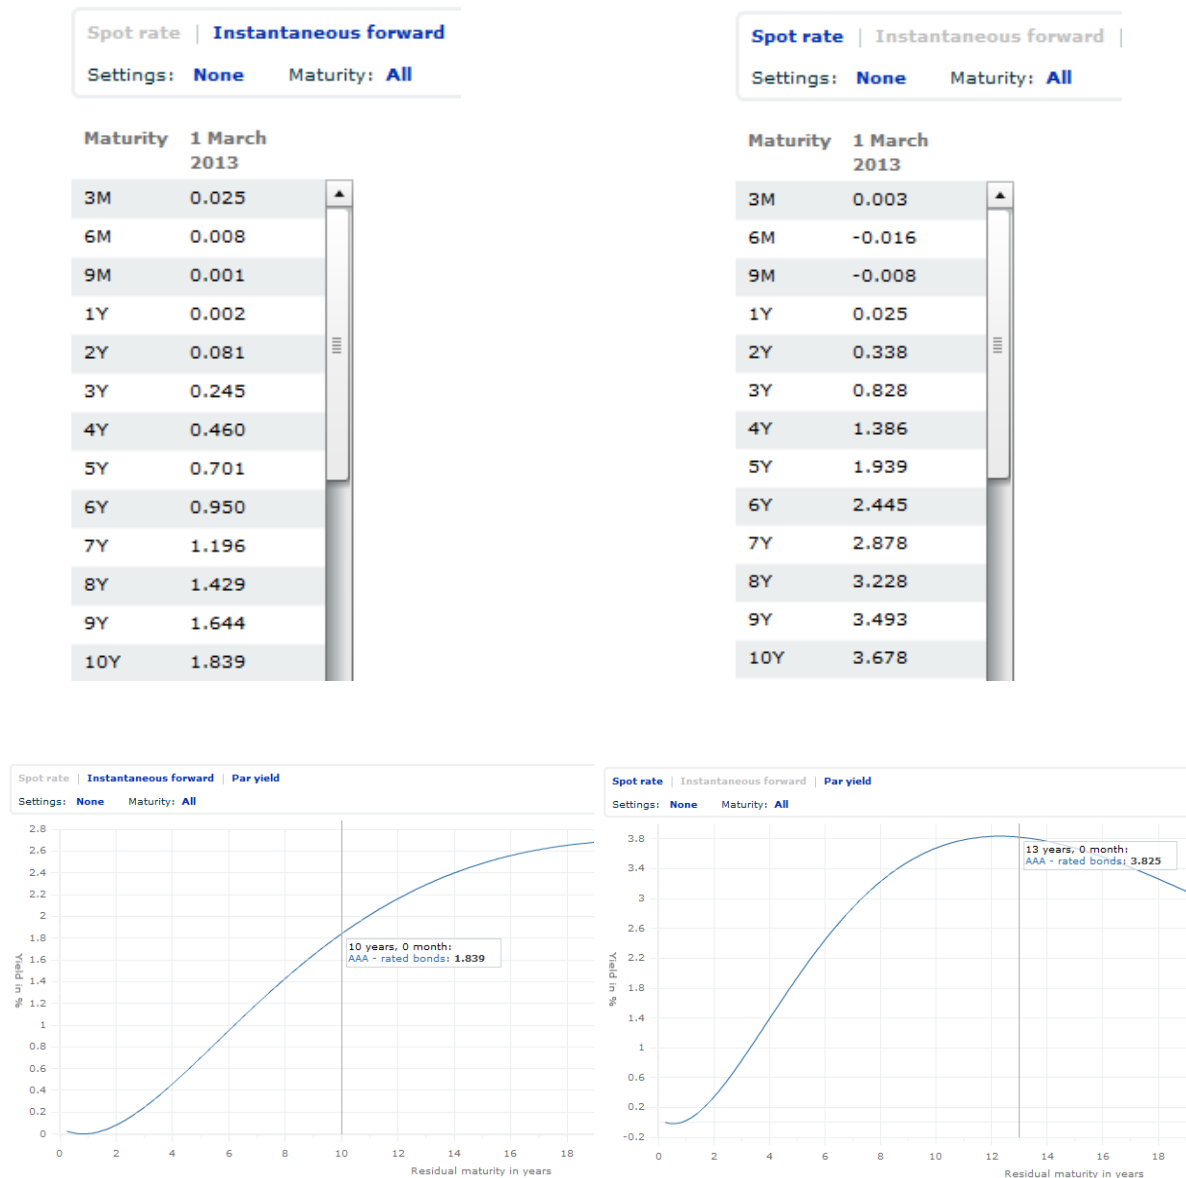 Spot rate | Instantaneous forward
Settings: None Maturity: All
Maturity 1 March
2013
3M 0.025
6M 0.008
9M 0.001
1Y 0.002
2Y 0.081
3Y 0.245
4Y 0.460
5Y 0.701
6Y 0.950
7Y 1.196
8Y 1.429
9Y 1.644
10Y 1.839
Spot rate | Instantaneous forward |
Settings: None Maturity: All
Maturity 1 March
2013
3M 0.003
6M -0.016
9M -0.008
1Y 0.025
2Y 0.338
3Y 0.828
4Y 1.386
5Y 1.939
6Y 2.445
7Y 2.878
8Y 3.228
9Y 3.493
10Y 3.678
Spot rate | Instantaneous forward | Par yield
Settings: None Maturity: All
2.8
2.6
2.4
2.2
2
1.8
1.6
1.4
1.2
1
0.8
0.6
0.4
0.2
0
Yield in %
10 years, 0 month:
AAA - rated bonds: 1.839
0 2 4 6 8 10 12 14 16 18
Residual maturity in years
Spot rate | Instantaneous forward | Par yield
Settings: None Maturity: All
3.8
3.4
3
2.6
2.2
1.8
1.4
1
0.6
0.2
-0.2
Yield in %
13 years, 0 month:
AAA - rated bonds: 3.825
0 2 4 6 8 10 12 14 16 18
Residual maturity in years